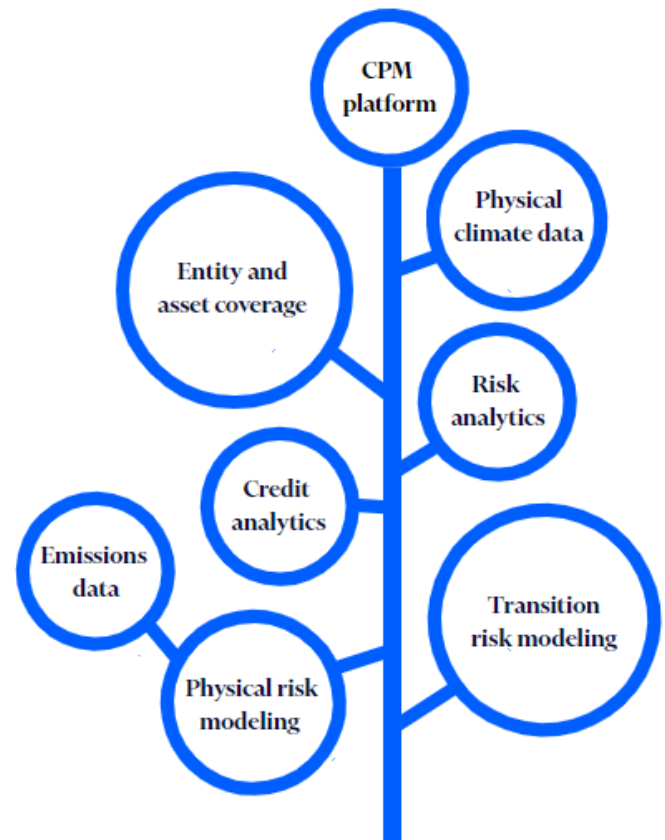 CPM
platform
Physical
climate data
Entity and
asset coverage
Risk
analytics
Credit
analytics
Emissions
data
Transition
risk modeling
Physical risk
modeling